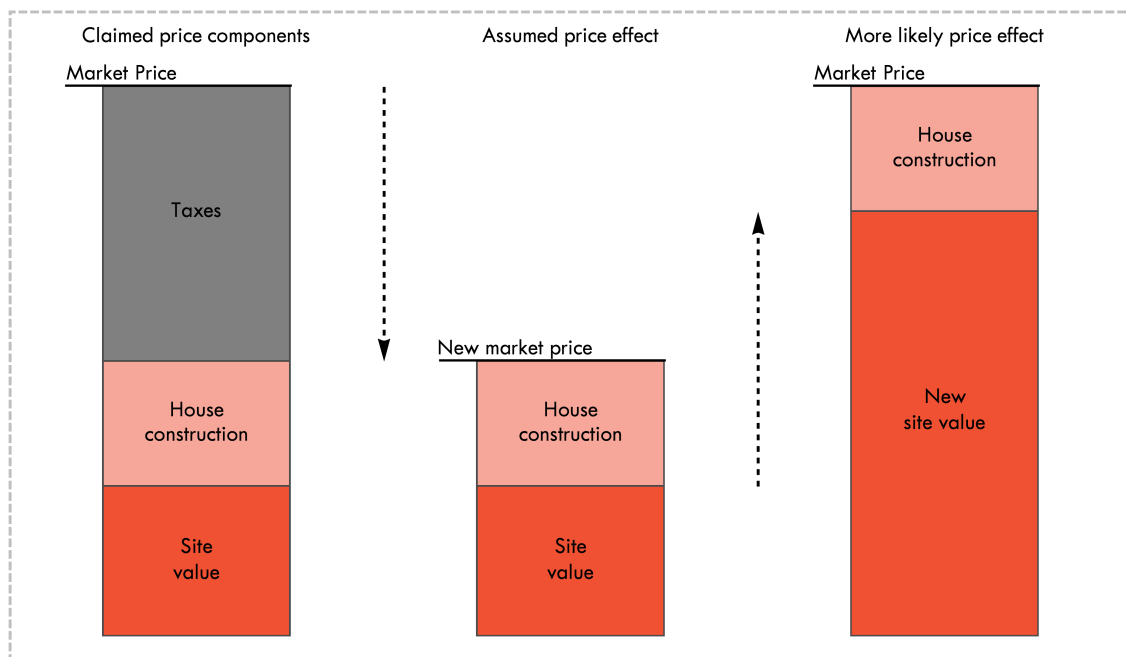 Claimed price components
Assumed price effect
More likely price effect
Market Price
Market Price
House
construction
Taxes
New market price
House
construction
House
construction
New
site value
Site
value
Site
value